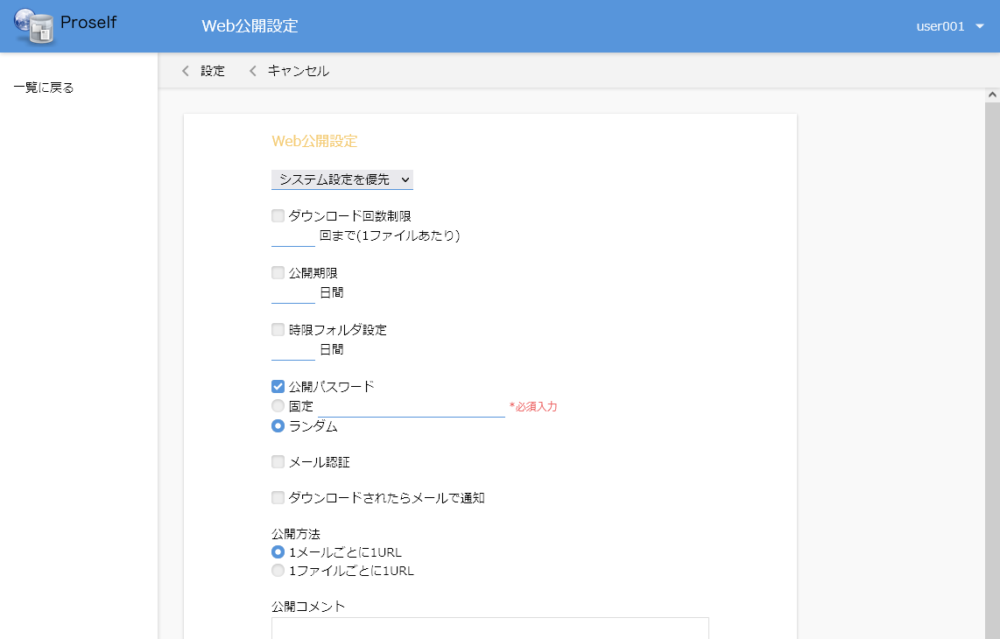 Proself
Web公開設定
user001
一覧に戻る
設定
キャンセル
Web公開設定
システム設定を優先
ダウンロード回数制限
回まで(1ファイルあたり)
公開期限
日間
時限フォルダ設定
日間
公開パスワード
固定 *必須入力
ランダム
メール認証
ダウンロードされたらメールで通知
公開方法
1メールごとに1URL
1ファイルごとに1URL
公開コメント